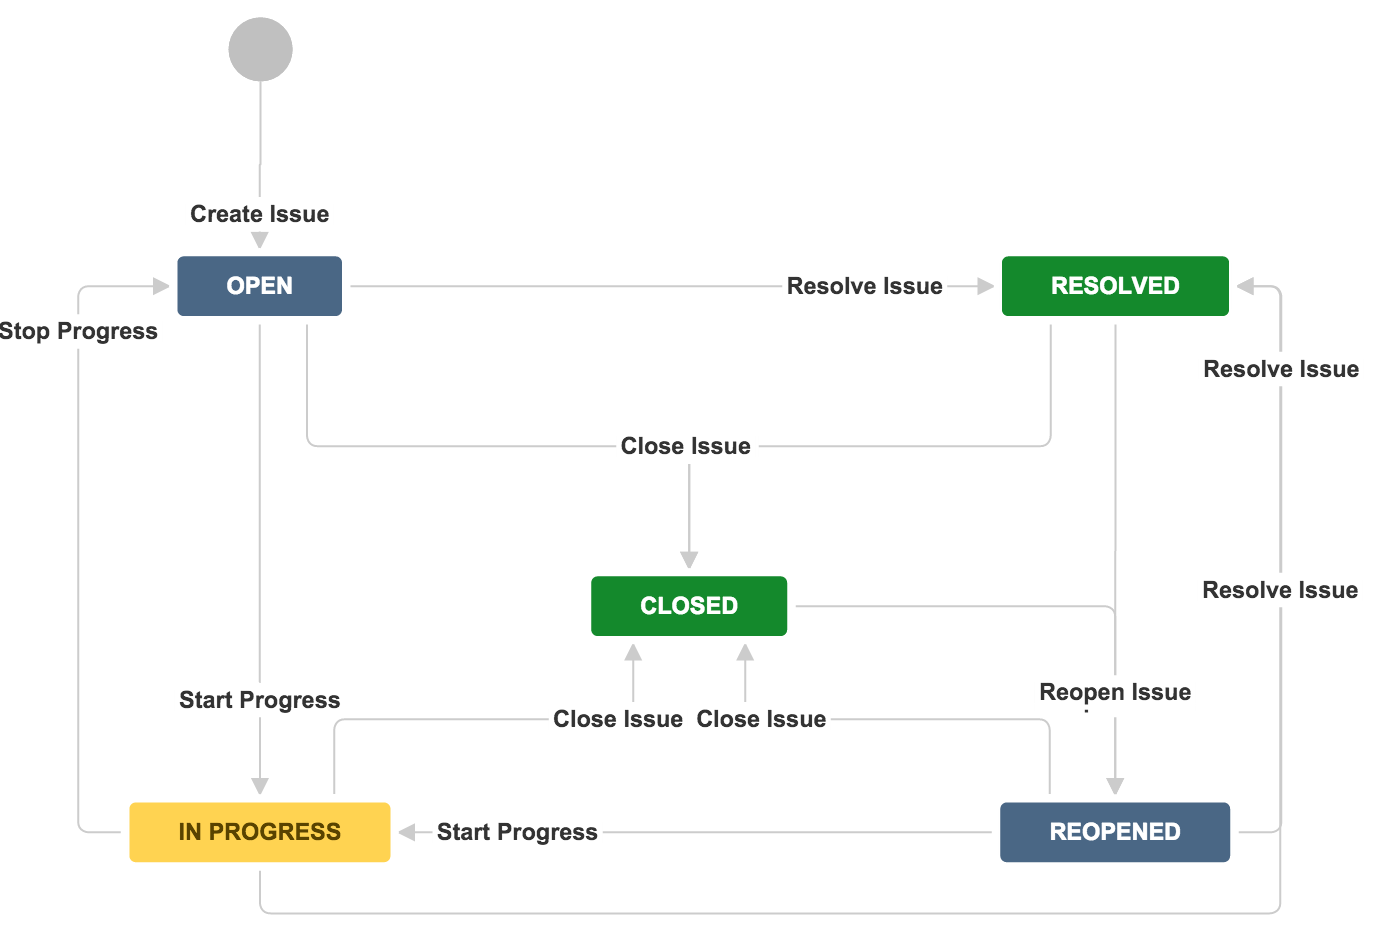 Create Issue
OPEN
Resolve Issue
RESOLVED
Stop Progress
Resolve Issue
Close Issue
Resolve Issue
CLOSED
Start Progress
Reopen Issue
Close Issue
Close Issue
IN PROGRESS
Start Progress
REOPENED